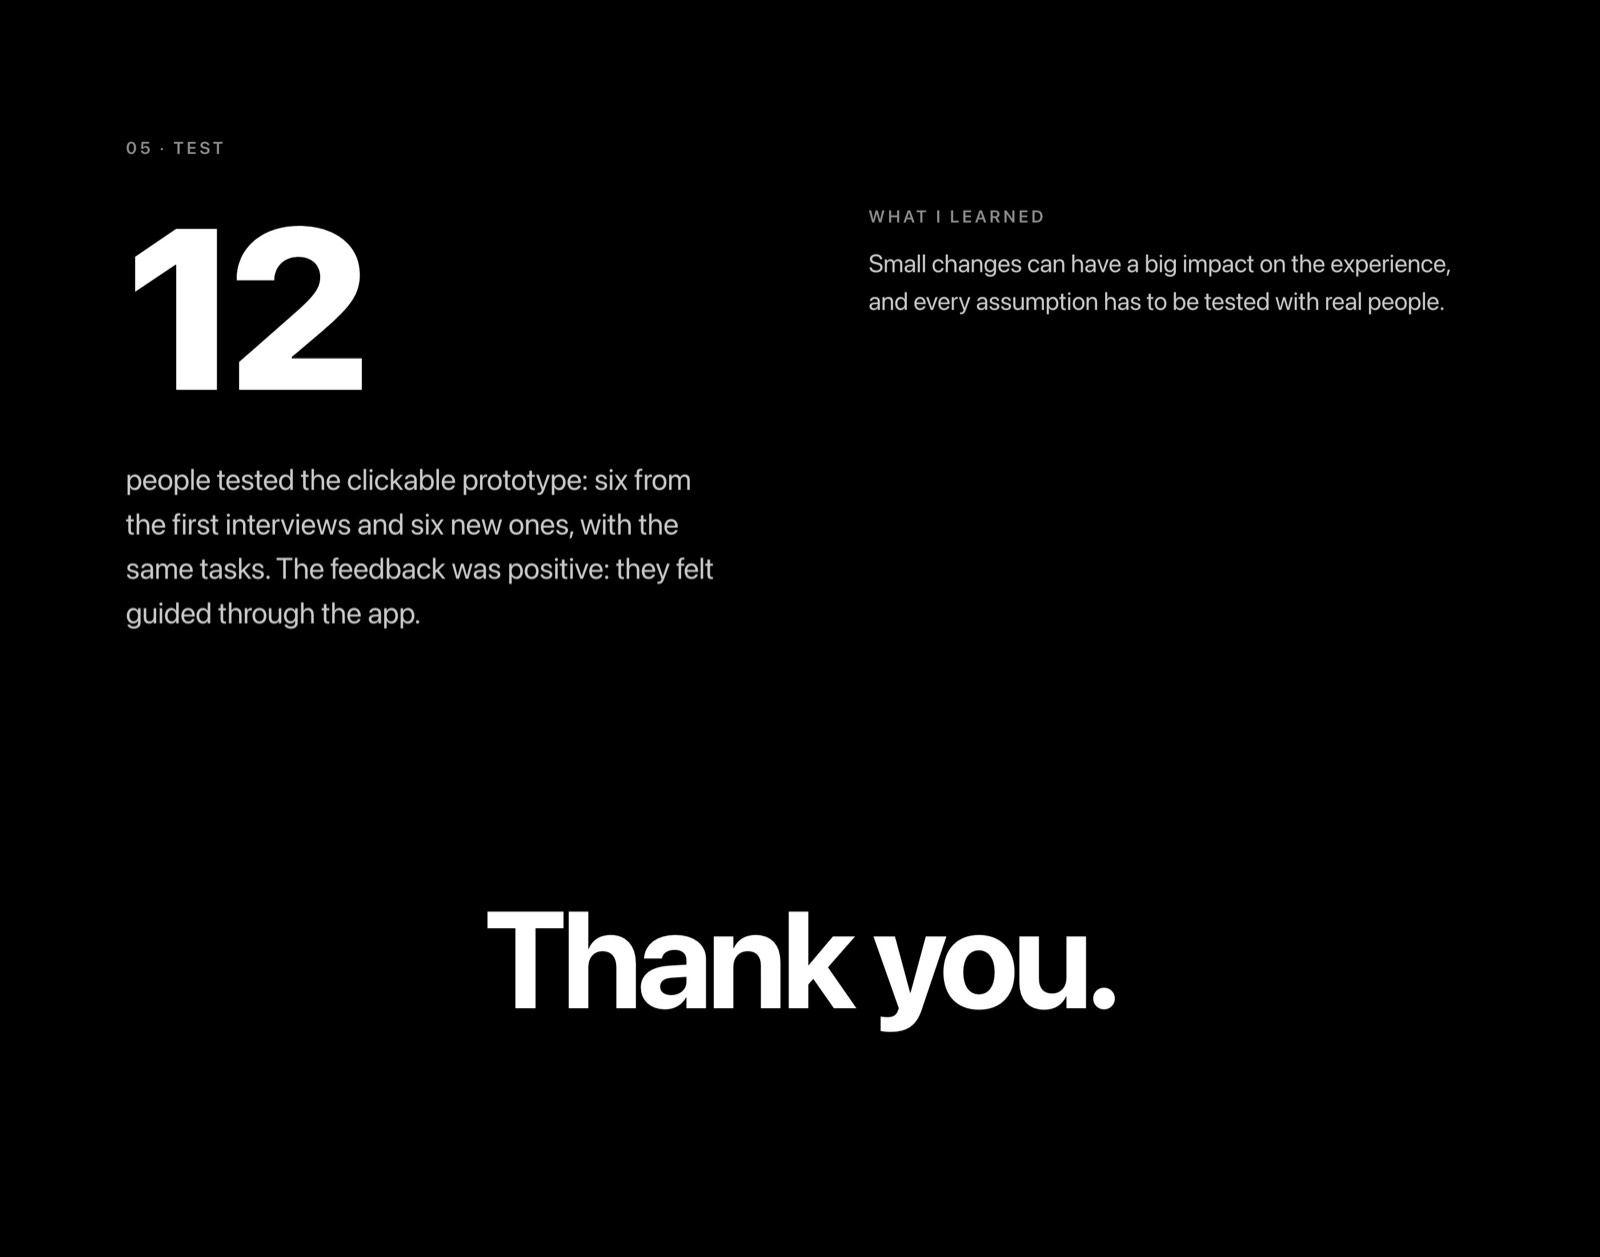 05 · TEST
12
people tested the clickable prototype: six from
the first interviews and six new ones, with the
same tasks. The feedback was positive: they felt
guided through the app.
WHAT I LEARNED
Small changes can have a big impact on the experience,
and every assumption has to be tested with real people.
Thank you.